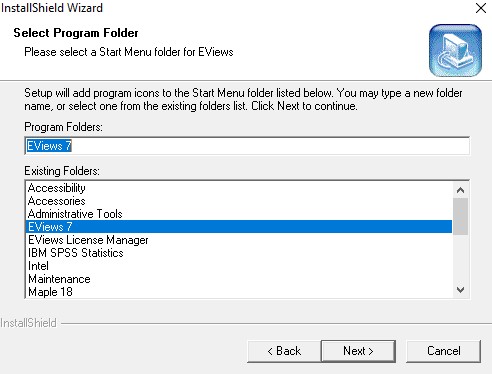 InstallShield Wizard
Select Program Folder
Please select a Start Menu folder for EViews
Setup will add program icons to the Start Menu folder listed below. You may type a new folder
name, or select one from the existing folders list. Click Next to continue.
Program Folders:
EViews 7
Existing Folders:
Accessibility
Accessories
Administrative Tools
EViews 7
EViews License Manager
IBM SPSS Statistics
Intel
Maintenance
Maple 18
InstallShield
< Back
Next >
Cancel